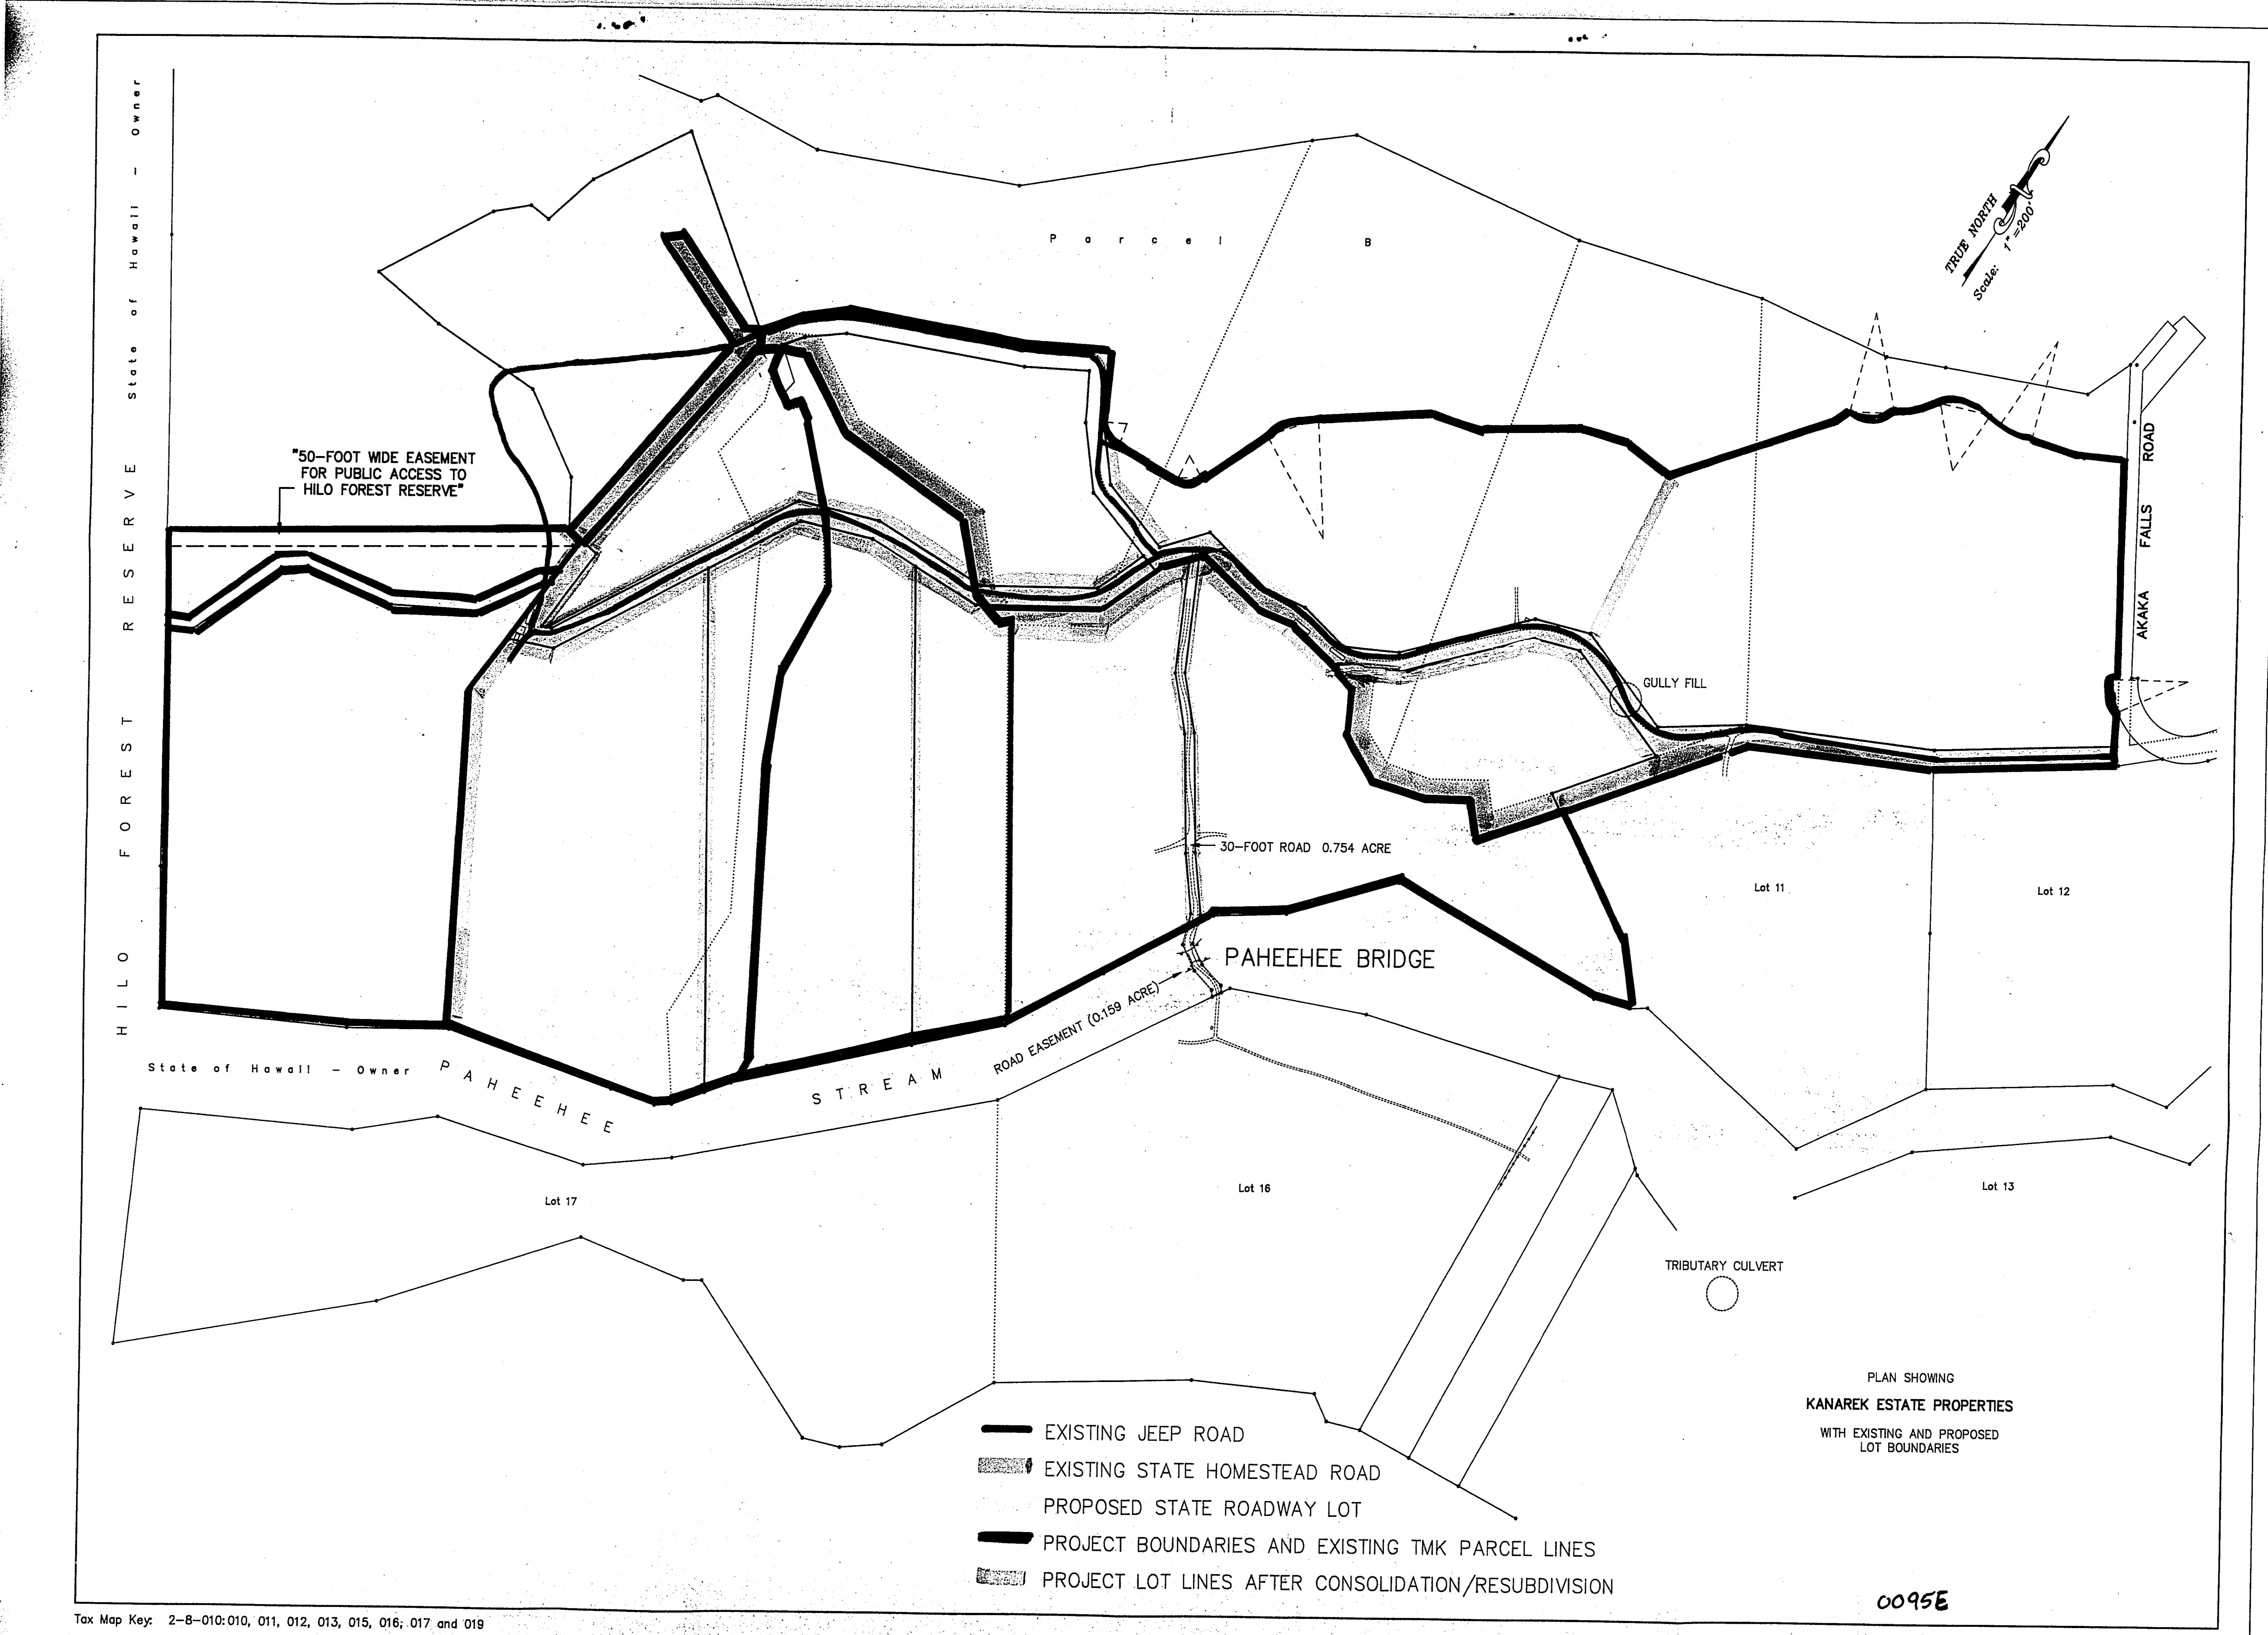 HILO FOREST RESERVE
State of Hawaii - Owner
"50-FOOT WIDE EASEMENT
FOR PUBLIC ACCESS TO
HILO FOREST RESERVE"
Parcel B
TRUE NORTH
Scale: 1"=200'
AKAKA FALLS ROAD
GULLY FILL
30-FOOT ROAD 0.754 ACRE
Lot 11
Lot 12
PAHEEHEE BRIDGE
ROAD EASEMENT (0.159 ACRE)
State of Hawaii - Owner
PAHEEHEE STREAM
Lot 17
Lot 16
Lot 13
TRIBUTARY CULVERT
PLAN SHOWING
KANAREK ESTATE PROPERTIES
WITH EXISTING AND PROPOSED
LOT BOUNDARIES
EXISTING JEEP ROAD
EXISTING STATE HOMESTEAD ROAD
PROPOSED STATE ROADWAY LOT
PROJECT BOUNDARIES AND EXISTING TMK PARCEL LINES
PROJECT LOT LINES AFTER CONSOLIDATION/RESUBDIVISION
0095E
Tax Map Key: 2-8-010:010, 011, 012, 013, 015, 016; 017 and 019